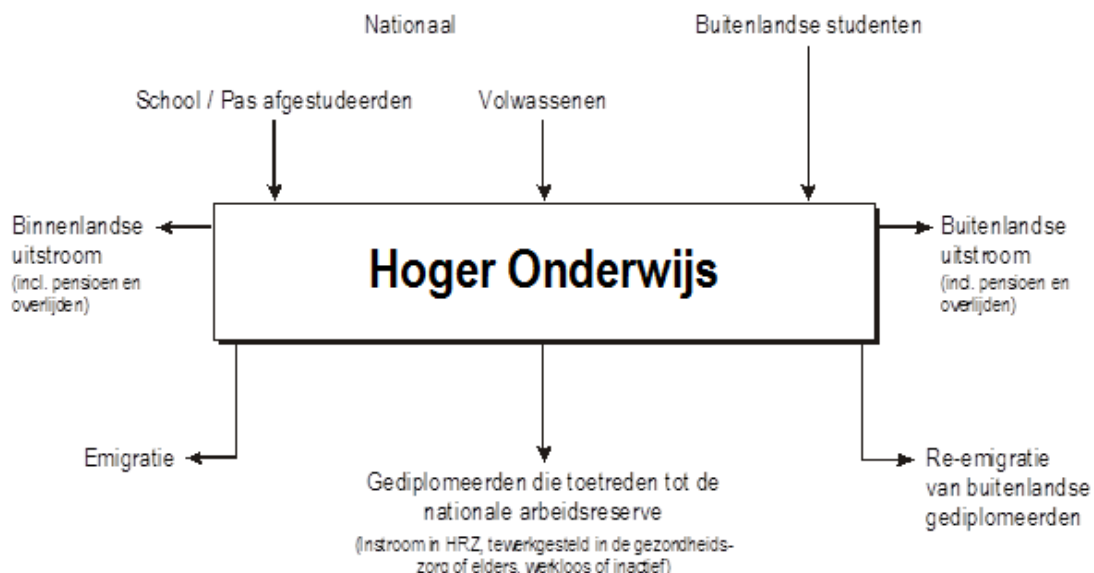 Nationaal
Buitenlandse studenten
School / Pas afgestudeerden
Volwassenen
Binnenlandse
uitstroom
(incl. pensioen en
overlijden)
Hoger Onderwijs
Buitenlandse
uitstroom
(incl. pensioen en
overlijden)
Emigratie
Gediplomeerden die toetreden tot de
nationale arbeidsreserve
(Instroom in HRZ, tewerkgesteld in de gezondheids-
zorg of elders, werkloos of inactief)
Re-emigratie
van buitenlandse
gediplomeerden